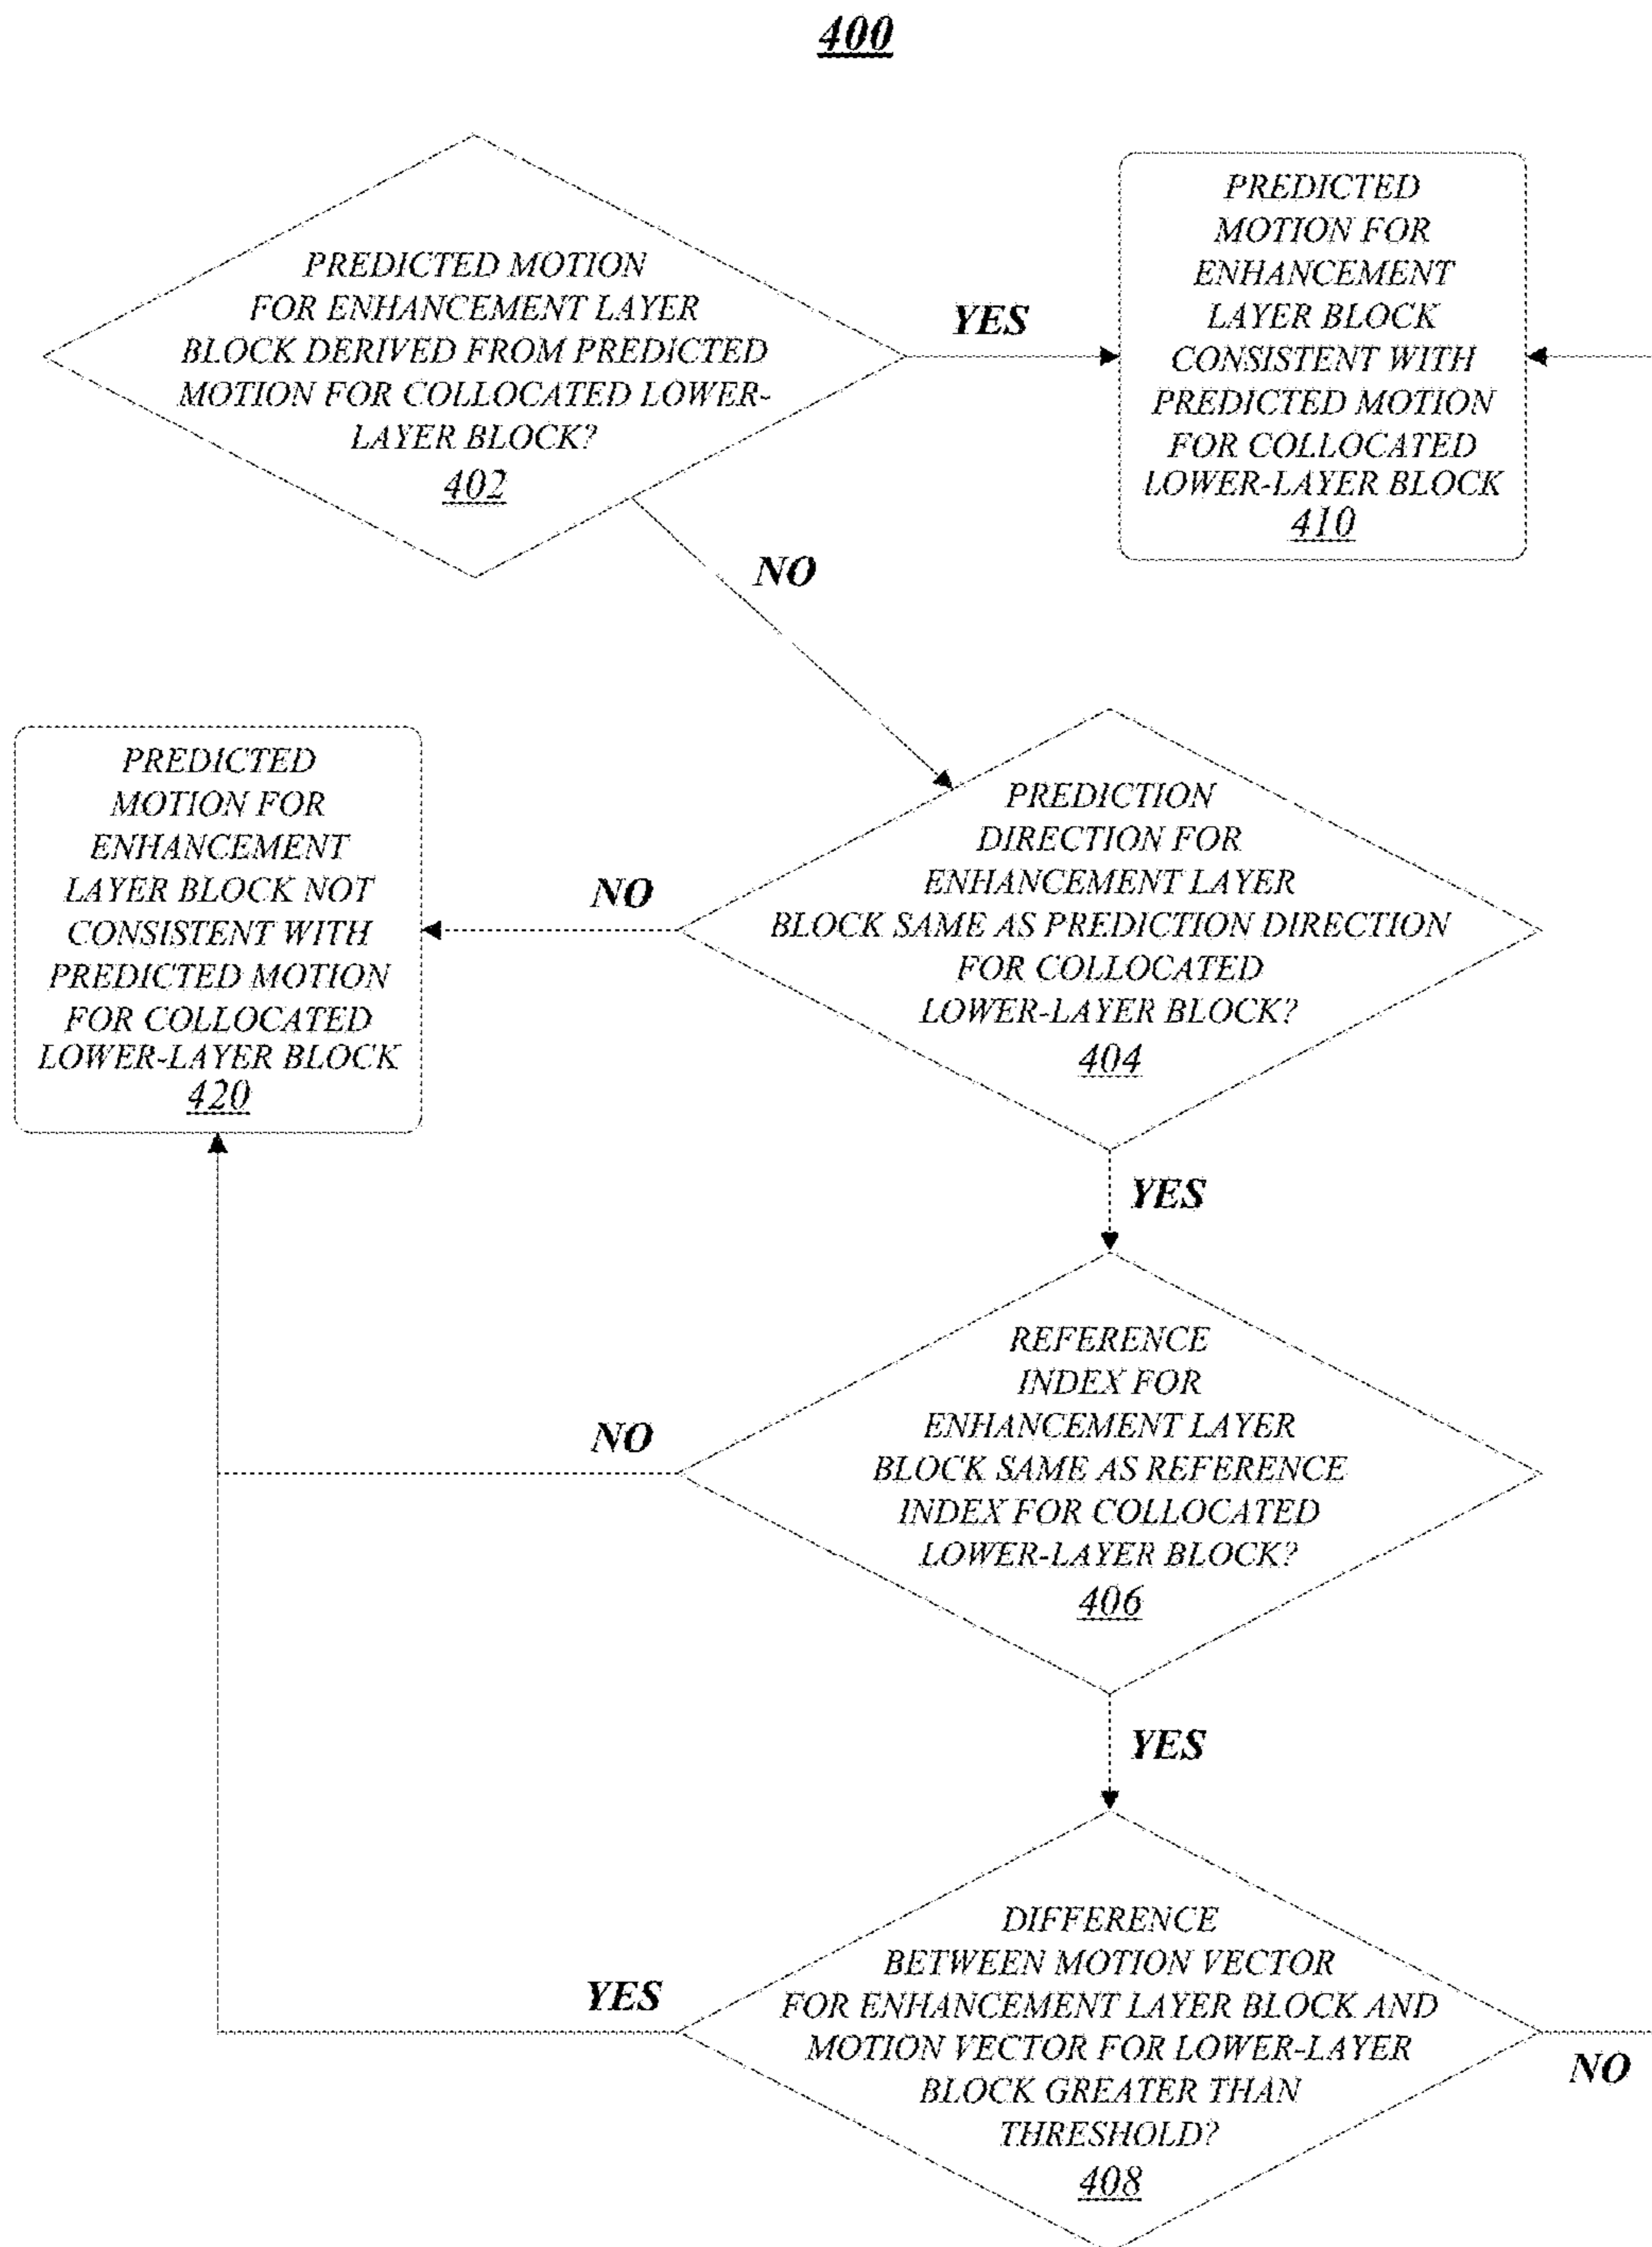 400
PREDICTED MOTION
FOR ENHANCEMENT LAYER
BLOCK DERIVED FROM PREDICTED
MOTION FOR COLLOCATED LOWER-
LAYER BLOCK?
402
YES
PREDICTED
MOTION FOR
ENHANCEMENT
LAYER BLOCK
CONSISTENT WITH
PREDICTED MOTION
FOR COLLOCATED
LOWER-LAYER BLOCK
410
NO
PREDICTED
MOTION FOR
ENHANCEMENT
LAYER BLOCK NOT
CONSISTENT WITH
PREDICTED MOTION
FOR COLLOCATED
LOWER-LAYER BLOCK
420
NO
PREDICTION
DIRECTION FOR
ENHANCEMENT LAYER
BLOCK SAME AS PREDICTION DIRECTION
FOR COLLOCATED
LOWER-LAYER BLOCK?
404
YES
REFERENCE
INDEX FOR
ENHANCEMENT LAYER
BLOCK SAME AS REFERENCE
INDEX FOR COLLOCATED
LOWER-LAYER BLOCK?
406
NO
YES
DIFFERENCE
BETWEEN MOTION VECTOR
FOR ENHANCEMENT LAYER BLOCK AND
MOTION VECTOR FOR LOWER-LAYER
BLOCK GREATER THAN
THRESHOLD?
408
YES
NO